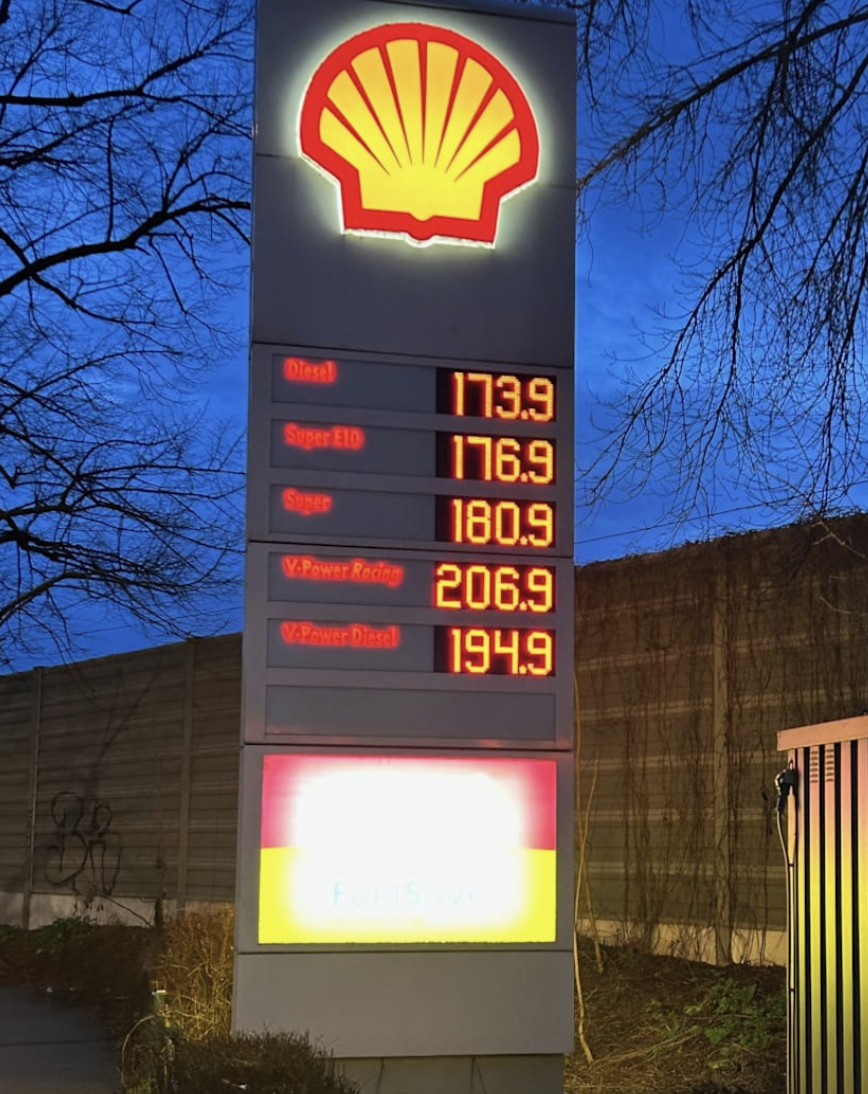 Diesel 173.9
Super E10 176.9
Super 180.9
V-Power Racing 206.9
V-Power Diesel 194.9